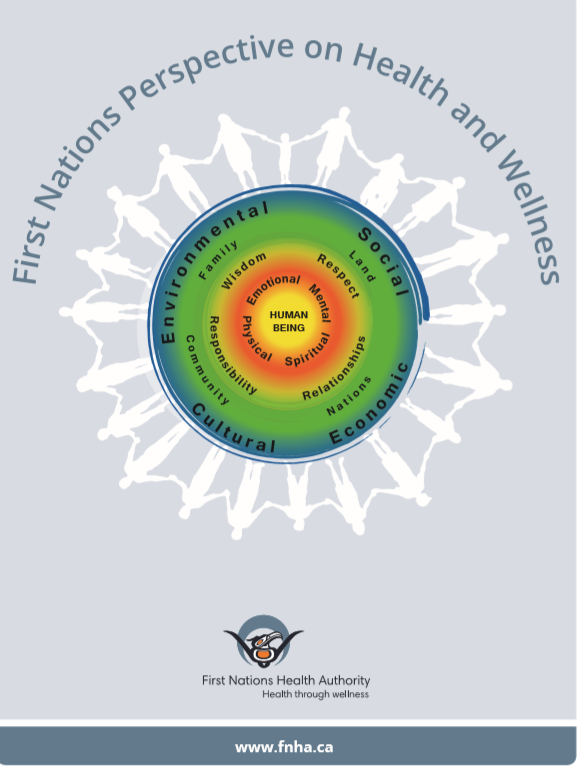 First Nations Perspective on Health and Wellness
Environmental
Social
Economic
Cultural
Family
Land
Nations
Community
Wisdom
Respect
Relationships
Responsibility
Emotional
Mental
Spiritual
Physical
HUMAN
BEING
First Nations Health Authority
Health through wellness
www.fnha.ca